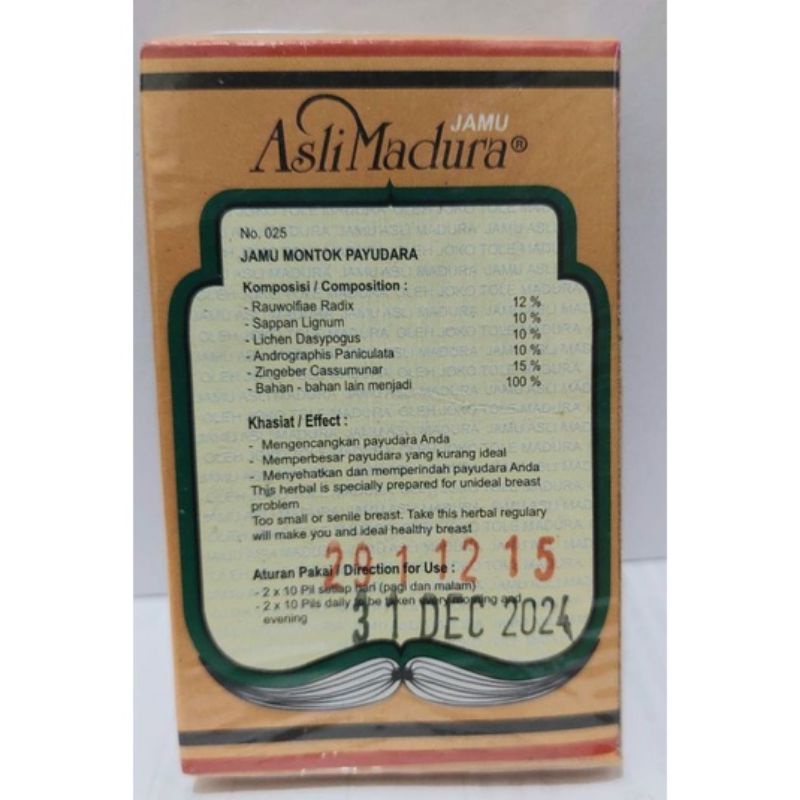 JAMU
Asli Madura®
No. 025
JAMU MONTOK PAYUDARA
Komposisi / Composition :
- Rauwolfiae Radix 12 %
- Sappan Lignum 10 %
- Lichen Dasypogus 10 %
- Andrographis Paniculata 10 %
- Zingeber Cassumunar 15 %
- Bahan - bahan lain menjadi 100 %
Khasiat / Effect :
- Mengencangkan payudara Anda
- Memperbesar payudara yang kurang ideal
- Menyehatkan dan memperindah payudara Anda
This herbal is specially prepared for unideal breast
problem
Too small or senile breast. Take this herbal regulary
will make you and ideal healthy breast
29 1 12 15
Aturan Pakai / Direction for Use :
- 2 x 10 Pil setiap hari (pagi dan malam)
- 2 x 10 Pils daily to be taken every morning and
evening
31 DEC 2024